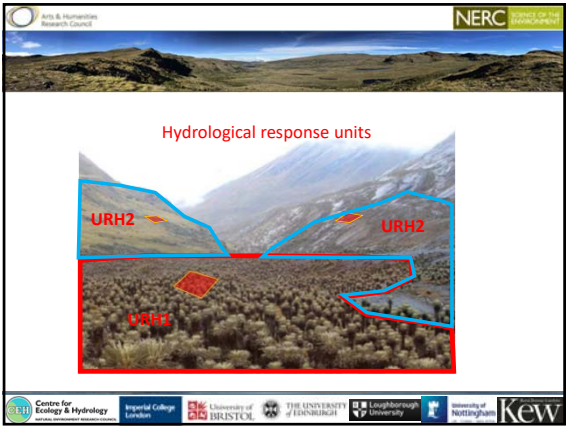 Arts & Humanities
Research Council
NERC SCIENCE OF THE
ENVIRONMENT
Hydrological response units
URH2
URH2
URH1
CEH
Centre for
Ecology & Hydrology
NATURAL ENVIRONMENT RESEARCH COUNCIL
Imperial College
London
University of
BRISTOL
THE UNIVERSITY
of EDINBURGH
Loughborough
University
University of
Nottingham
Kew